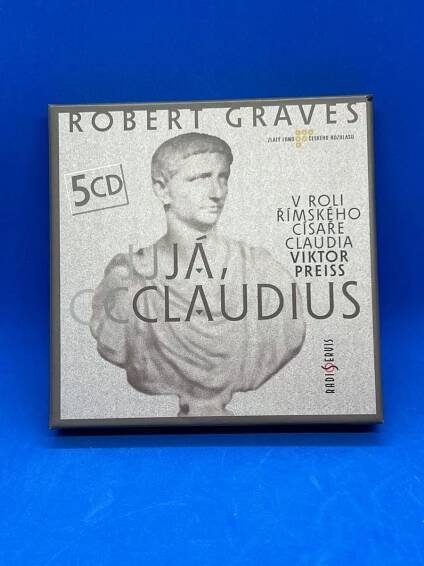 ROBERT GRAVES
ZLATÝ FOND ČESKÉHO ROZHLASU
5CD
V ROLI
ŘÍMSKÉHO
CÍSAŘE
CLAUDIA
VIKTOR
PREISS
JÁ,
CLAUDIUS
RADIOSERVIS